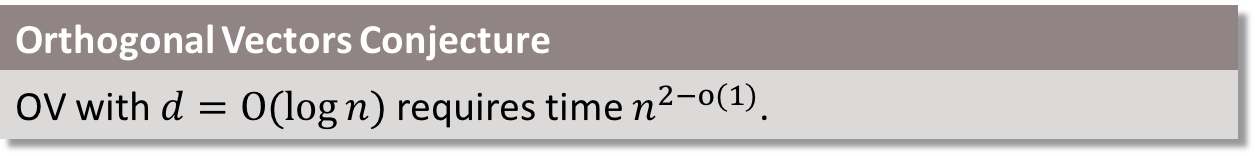 Orthogonal Vectors Conjecture
OV with 𝑑 = O(log 𝑛) requires time 𝑛^{2−o(1)}.